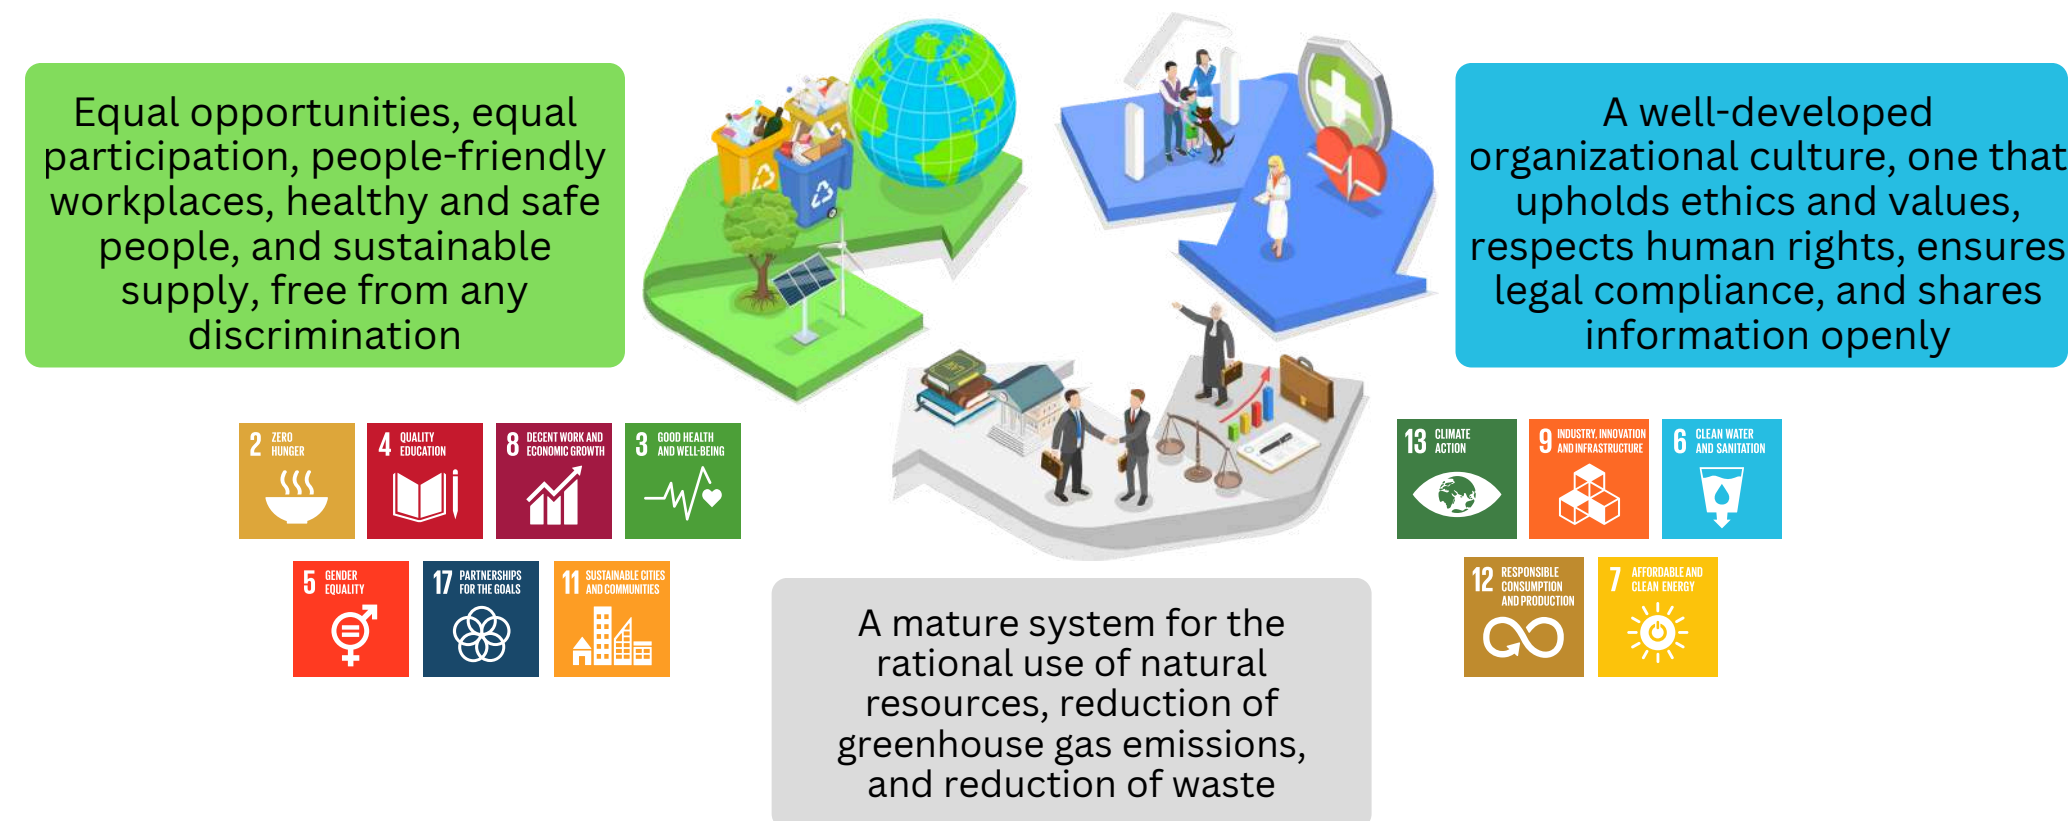 Equal opportunities, equal
participation, people-friendly
workplaces, healthy and safe
people, and sustainable
supply, free from any
discrimination
A well-developed
organizational culture, one that
upholds ethics and values,
respects human rights, ensures
legal compliance, and shares
information openly
2 ZERO
HUNGER
4 QUALITY
EDUCATION
8 DECENT WORK AND
ECONOMIC GROWTH
3 GOOD HEALTH
AND WELL-BEING
5 GENDER
EQUALITY
17 PARTNERSHIPS
FOR THE GOALS
11 SUSTAINABLE CITIES
AND COMMUNITIES
13 CLIMATE
ACTION
9 INDUSTRY, INNOVATION
AND INFRASTRUCTURE
6 CLEAN WATER
AND SANITATION
12 RESPONSIBLE
CONSUMPTION
AND PRODUCTION
7 AFFORDABLE AND
CLEAN ENERGY
A mature system for the
rational use of natural
resources, reduction of
greenhouse gas emissions,
and reduction of waste